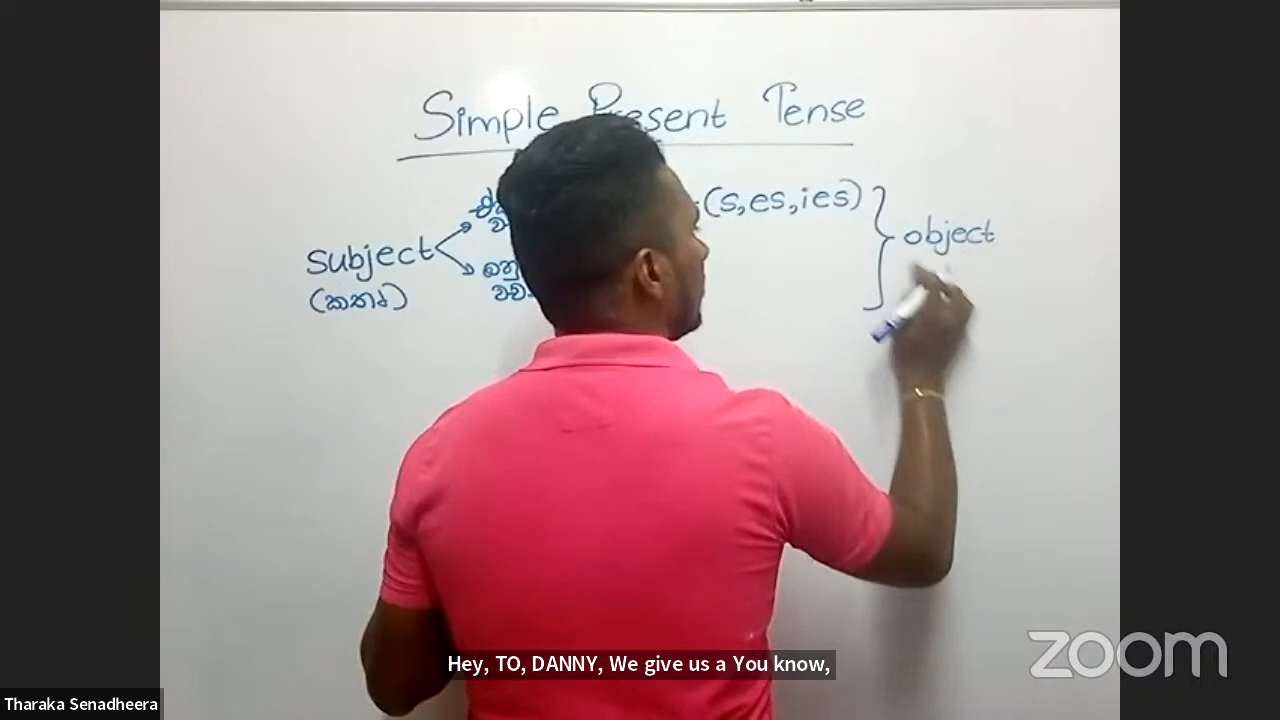 Simple Present Tense
(s, es, ies)
object
subject
(කතෘ)
Hey, TO, DANNY, We give us a You know,
zoom
Tharaka Senadheera